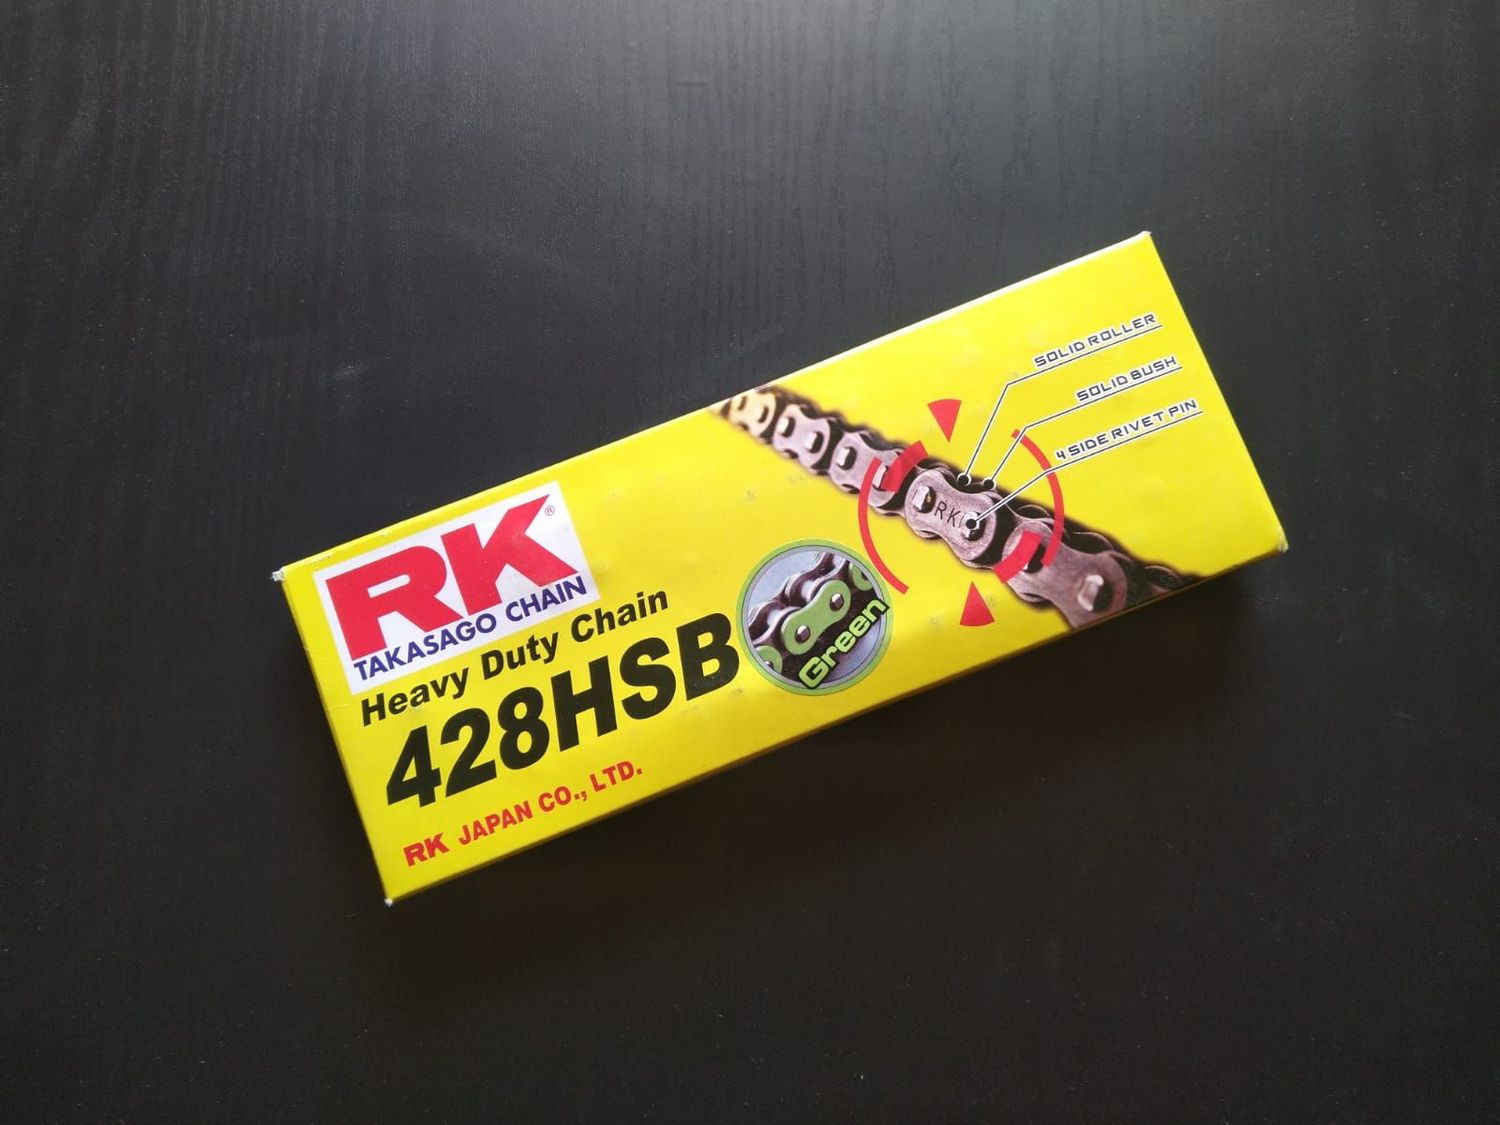 RK®
TAKASAGO CHAIN
Heavy Duty Chain
428HSB
RK JAPAN CO., LTD.
Green
RK
SOLID ROLLER
SOLID BUSH
4 SIDE RIVET PIN